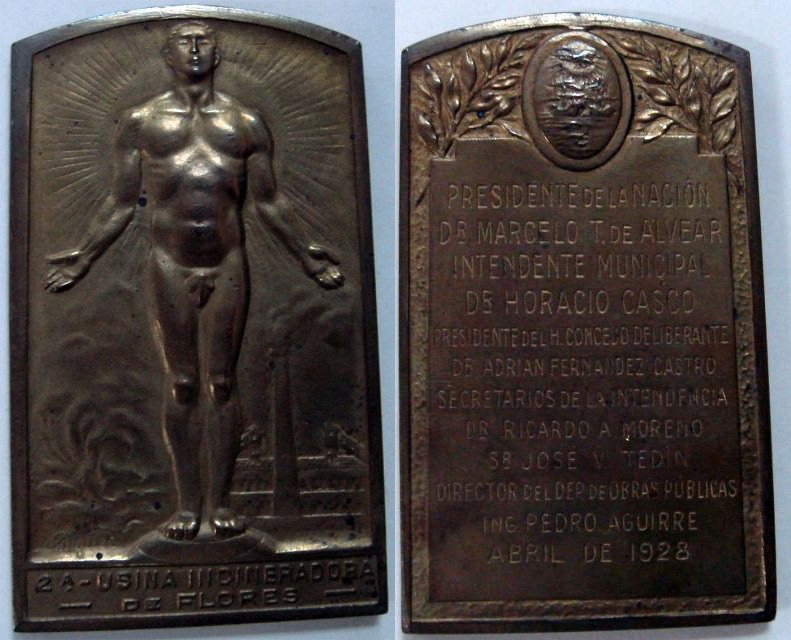 2A - USINA INCINERADORA
— DE FLORES —
PRESIDENTE DE LA NACIÓN
DR MARCELO T. DE ALVEAR
INTENDENTE MUNICIPAL
DR HORACIO CASCO
PRESIDENTE DEL H. CONCEJO DELIBERANTE
DR ADRIAN FERNANDEZ CASTRO
SECRETARIOS DE LA INTENDENCIA
DR RICARDO A MORENO
SR JOSE V TEDIN
DIRECTOR DEL DEP. DE OBRAS PUBLICAS
ING PEDRO AGUIRRE
ABRIL DE 1928